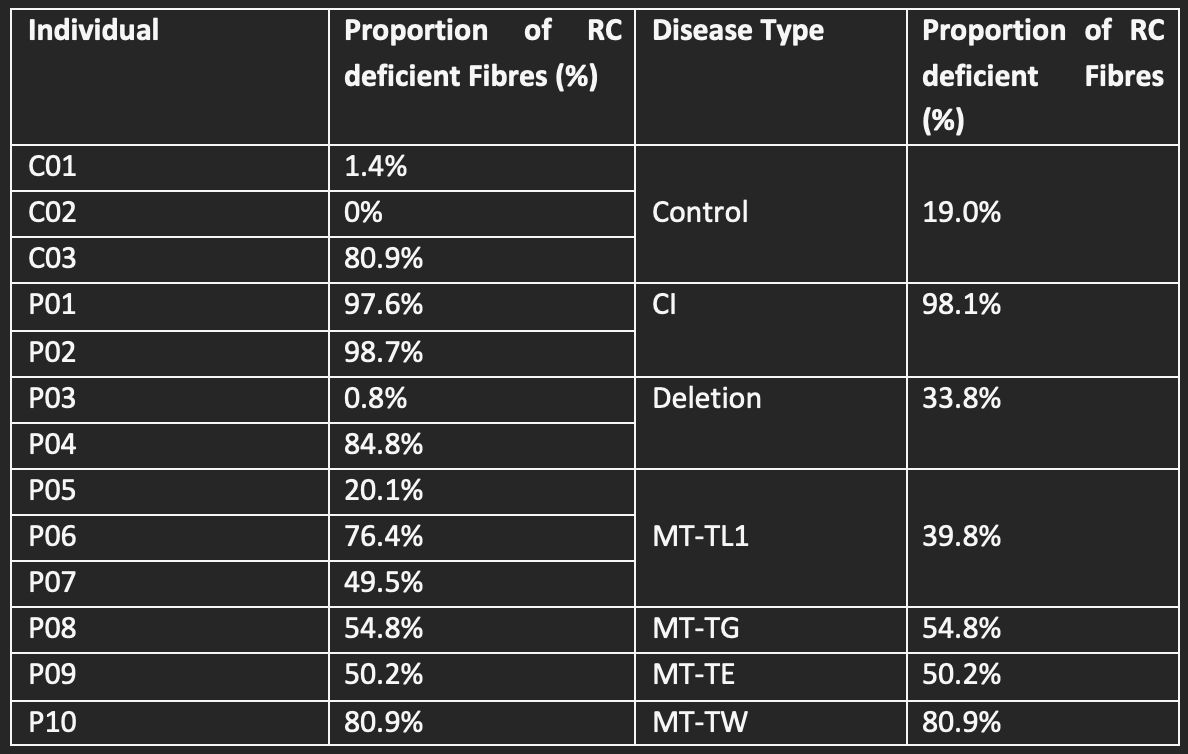 Individual Proportion of RC deficient Fibres (%) Disease Type Proportion of RC deficient Fibres (%)
C01 1.4% Control 19.0%
C02 0%
C03 80.9%
P01 97.6% CI 98.1%
P02 98.7%
P03 0.8% Deletion 33.8%
P04 84.8%
P05 20.1% MT-TL1 39.8%
P06 76.4%
P07 49.5%
P08 54.8% MT-TG 54.8%
P09 50.2% MT-TE 50.2%
P10 80.9% MT-TW 80.9%